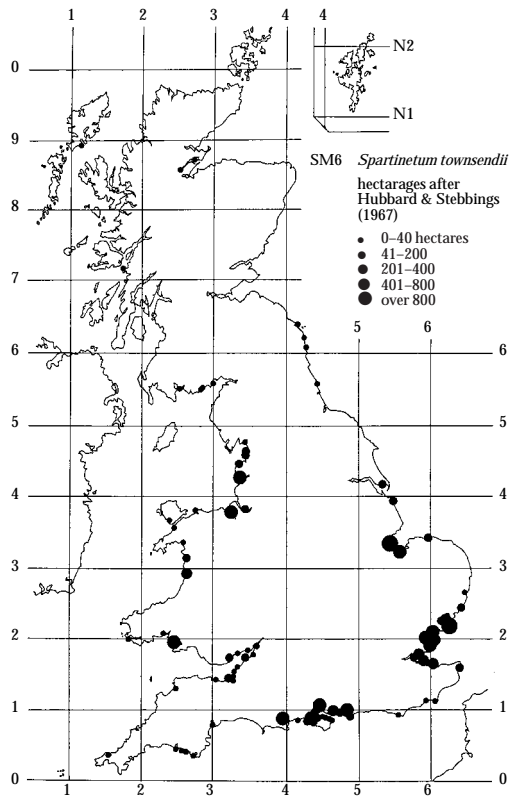 1 2 3 4 4
N2
0
N1
9
SM6 Spartinetum townsendii
hectarages after
Hubbard & Stebbings
(1967)
8
0–40 hectares
41–200
201–400
401–800
over 800
7
5 6
6 6
5 5
4 4
3 3
2 2
1 1
0 0
1 2 3 4 5 6